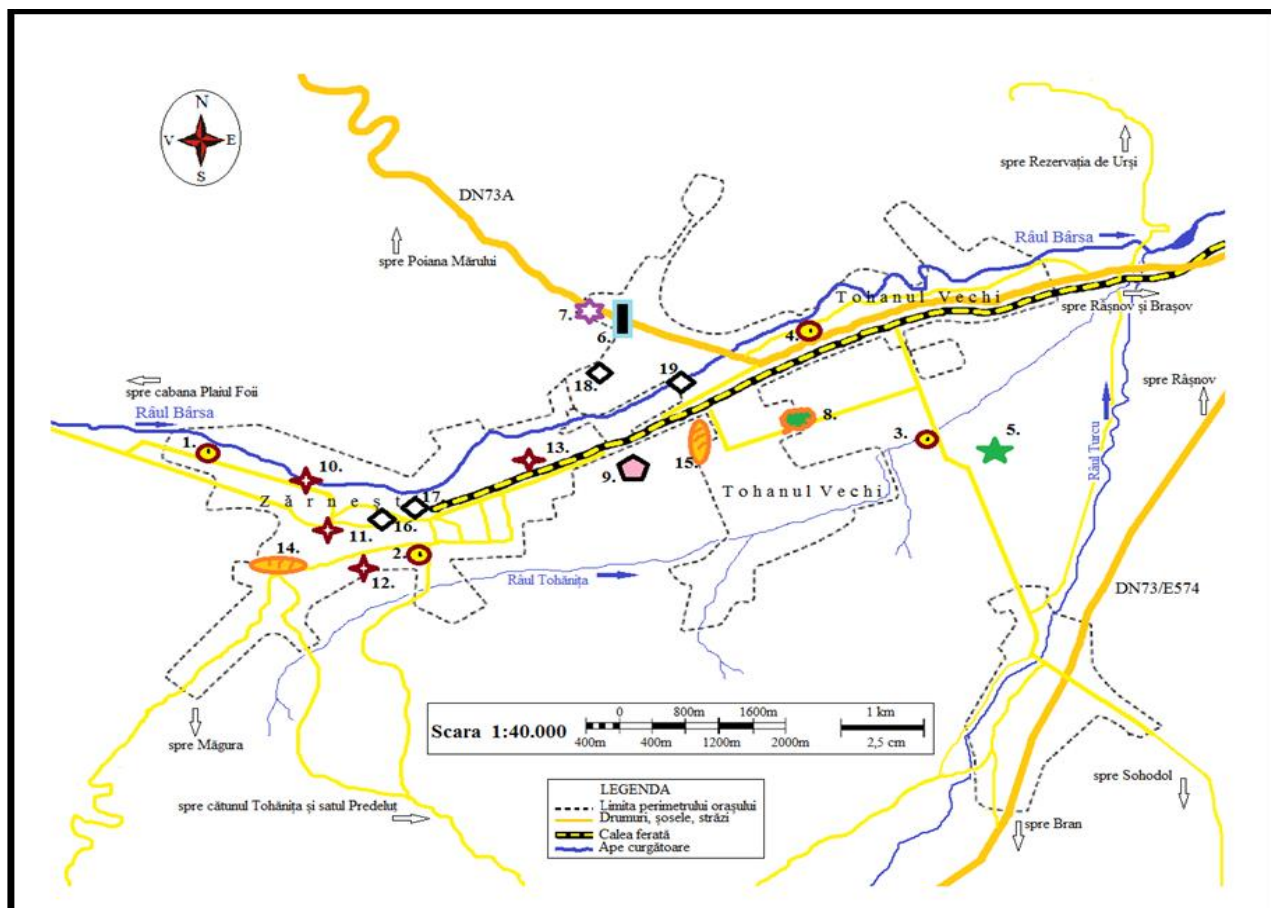 N
V E
S
spre Rezervația de Urși
DN73A
Râul Bârsa
spre Poiana Mărului
Tohanul Vechi
spre Râșnov și Brașov
7.
6.
4.
18.
19.
spre cabana Plaiul Foii
spre Râșnov
Râul Bârsa
8.
1.
3.
5.
13.
15.
9.
10.
Râul Turcu
Tohanul Vechi
Zărnești
17.
16.
11.
2.
14.
12.
Râul Tohănița
DN73/E574
Scara 1:40.000
0 800m 1600m
400m 400m 1200m 2000m
1 km
2,5 cm
spre Măgura
spre Sohodol
LEGENDA
Limita perimetrului orașului
Drumuri, șosele, străzi
Calea ferată
Ape curgătoare
spre cătunul Tohănița și satul Predeluț
spre Bran